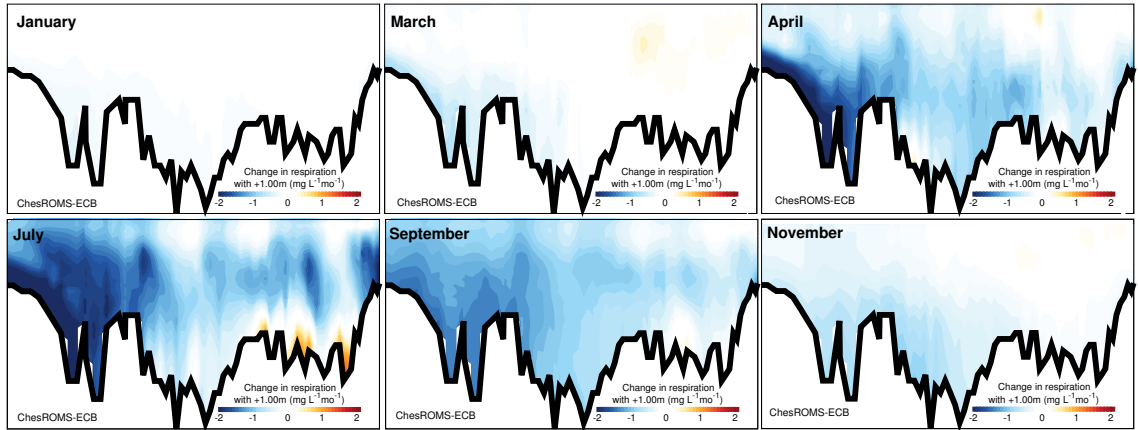 January
Change in respiration
with +1.00m (mg L⁻¹mo⁻¹)
ChesROMS-ECB
-2 -1 0 1 2
March
Change in respiration
with +1.00m (mg L⁻¹mo⁻¹)
ChesROMS-ECB
-2 -1 0 1 2
April
Change in respiration
with +1.00m (mg L⁻¹mo⁻¹)
ChesROMS-ECB
-2 -1 0 1 2
July
Change in respiration
with +1.00m (mg L⁻¹mo⁻¹)
ChesROMS-ECB
-2 -1 0 1 2
September
Change in respiration
with +1.00m (mg L⁻¹mo⁻¹)
ChesROMS-ECB
-2 -1 0 1 2
November
Change in respiration
with +1.00m (mg L⁻¹mo⁻¹)
ChesROMS-ECB
-2 -1 0 1 2